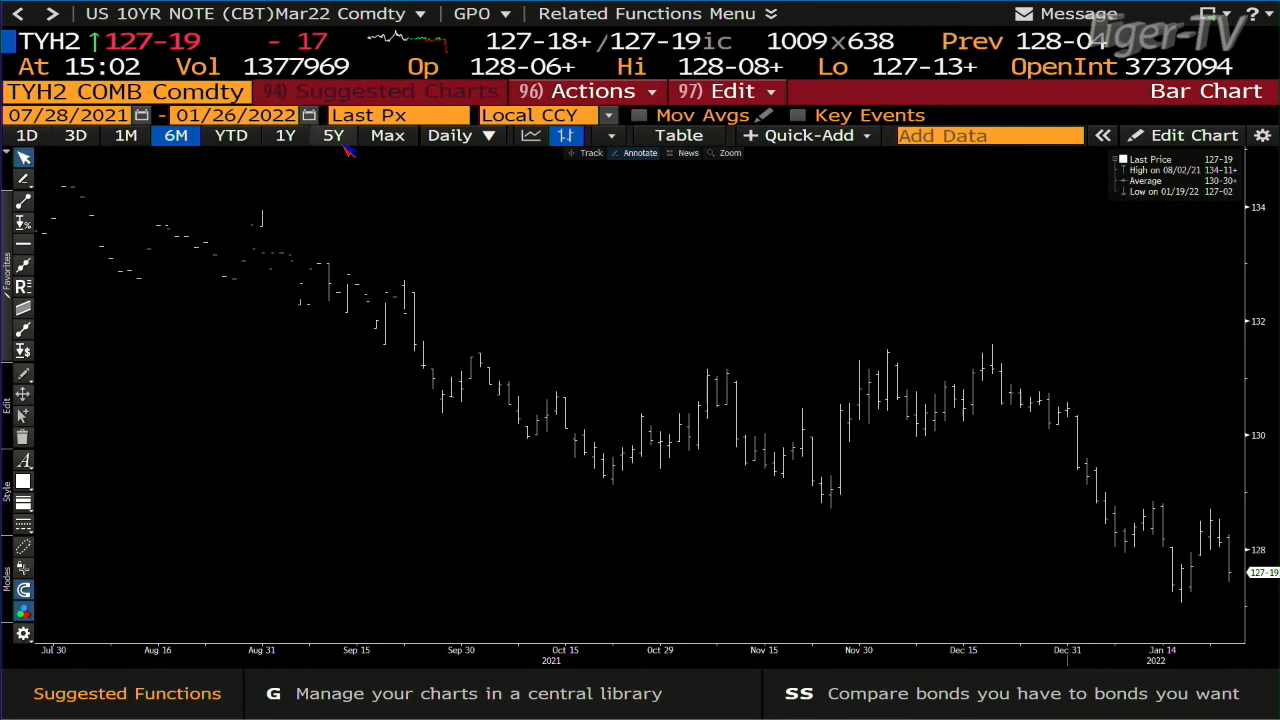 US 10YR NOTE (CBT)Mar22 Comdty GPO Related Functions Menu Message ?
TYH2 127-19 - 17 127-18+/127-19ic 1009x638 Prev 128-04
Tiger-TV
At 15:02 Vol 1377969 Op 128-06+ Hi 128-08+ Lo 127-13+ OpenInt 3737094
TYH2 COMB Comdty 94) Suggested Charts 96) Actions 97) Edit Bar Chart
07/28/2021 - 01/26/2022 Last Px Local CCY Mov Avgs Key Events
1D 3D 1M 6M YTD 1Y 5Y Max Daily Table + Quick-Add Add Data Edit Chart
Track Annotate News Zoom
Last Price 127-19
High on 08/02/21 134-11+
Average 130-30+
Low on 01/19/22 127-02
Favorites
Edit
Style
Modes
134
132
130
128
127-19
Jul 30 Aug 16 Aug 31 Sep 15 Sep 30 Oct 15 Oct 29 Nov 15 Nov 30 Dec 15 Dec 31 Jan 14
2021 2022
Suggested Functions G Manage your charts in a central library SS Compare bonds you have to bonds you want